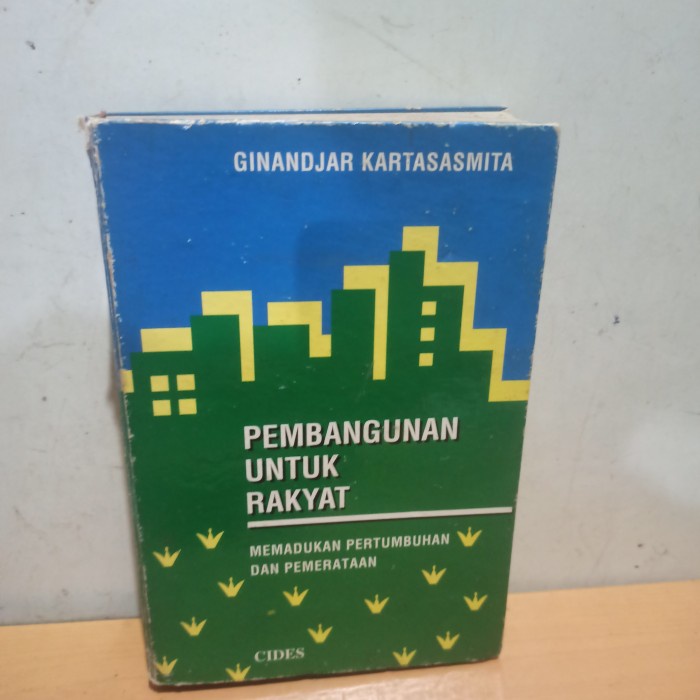 GINANDJAR KARTASASMITA
PEMBANGUNAN
UNTUK
RAKYAT
MEMADUKAN PERTUMBUHAN
DAN PEMERATAAN
CIDES